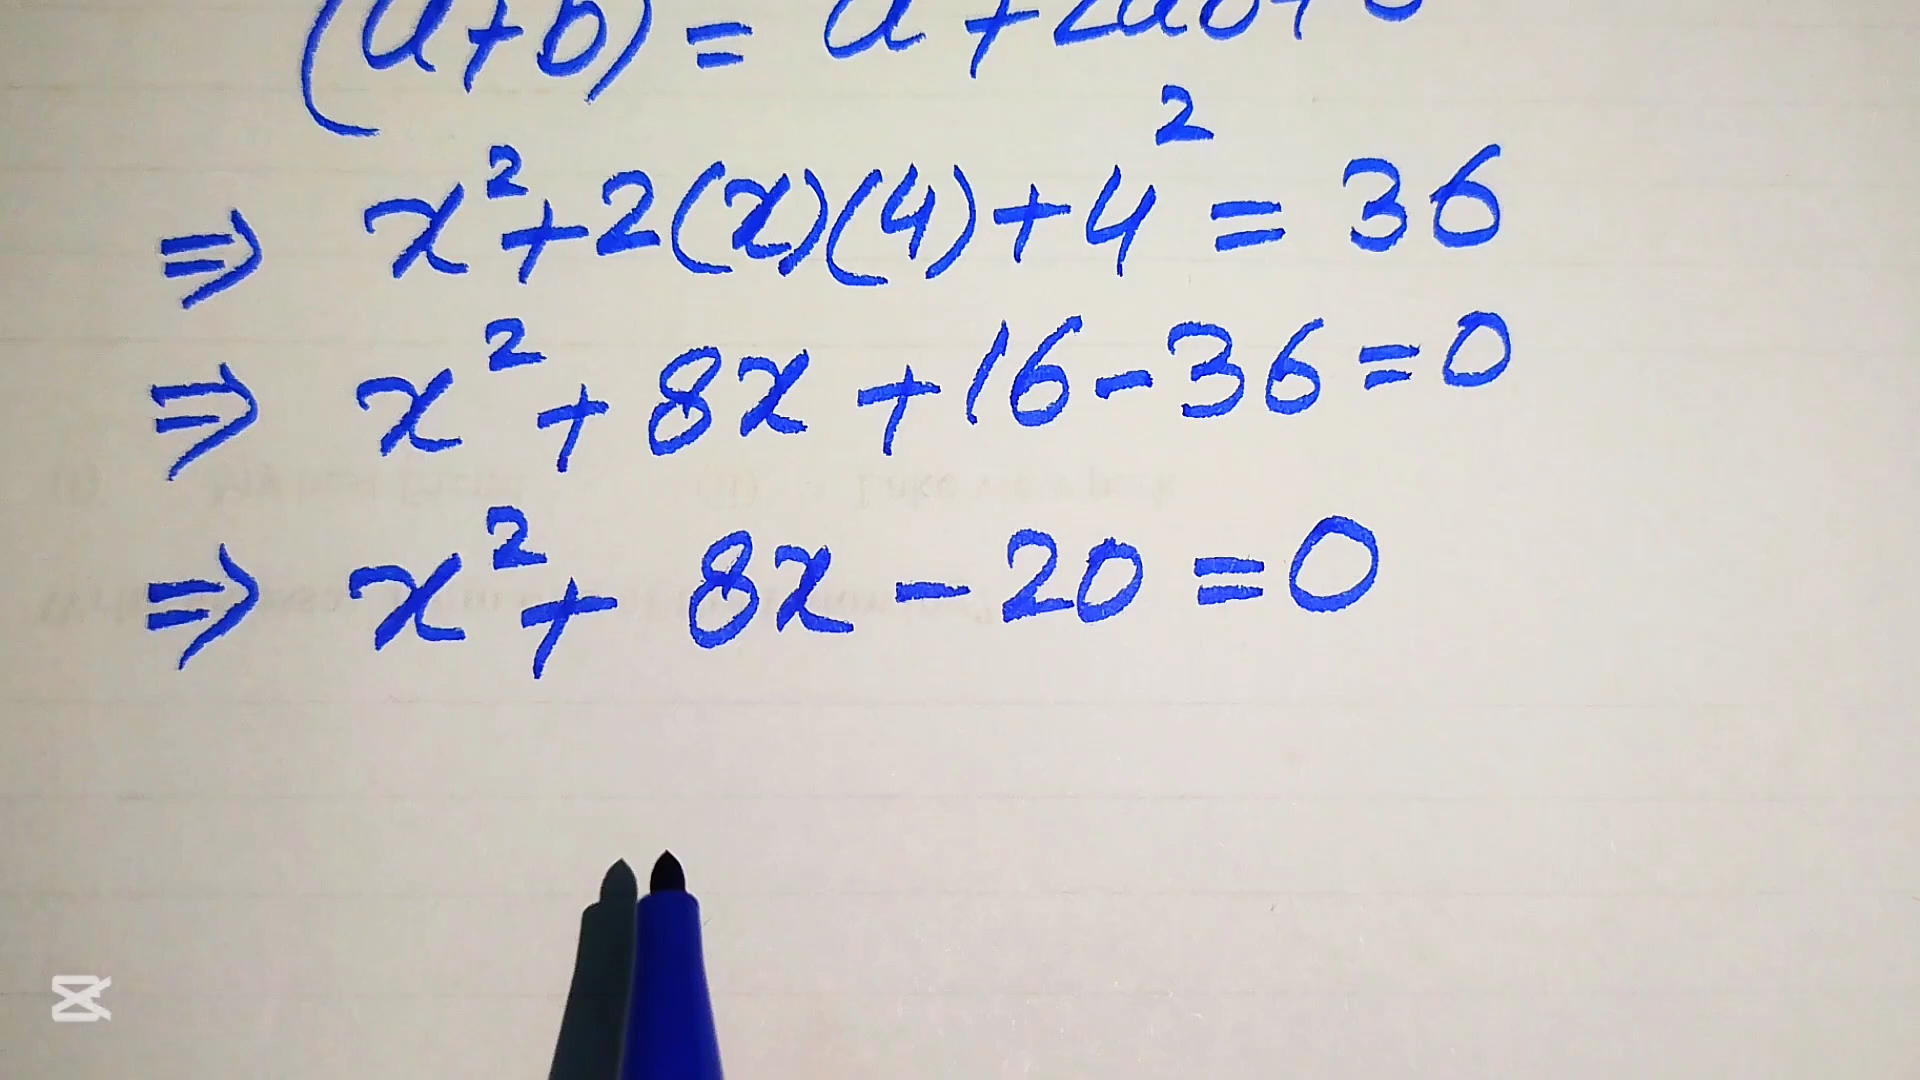 (a+b) = a + 2ab +
⇒ x²+2(x)(4)+4² = 36
⇒ x² + 8x + 16 - 36 = 0
⇒ x² + 8x - 20 = 0